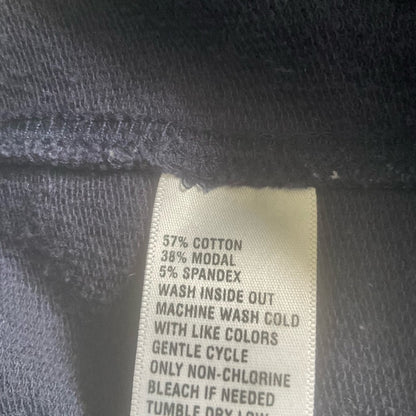 57% COTTON
38% MODAL
5% SPANDEX
WASH INSIDE OUT
MACHINE WASH COLD
WITH LIKE COLORS
GENTLE CYCLE
ONLY NON-CHLORINE
BLEACH IF NEEDED
TUMBLE DRY LOW